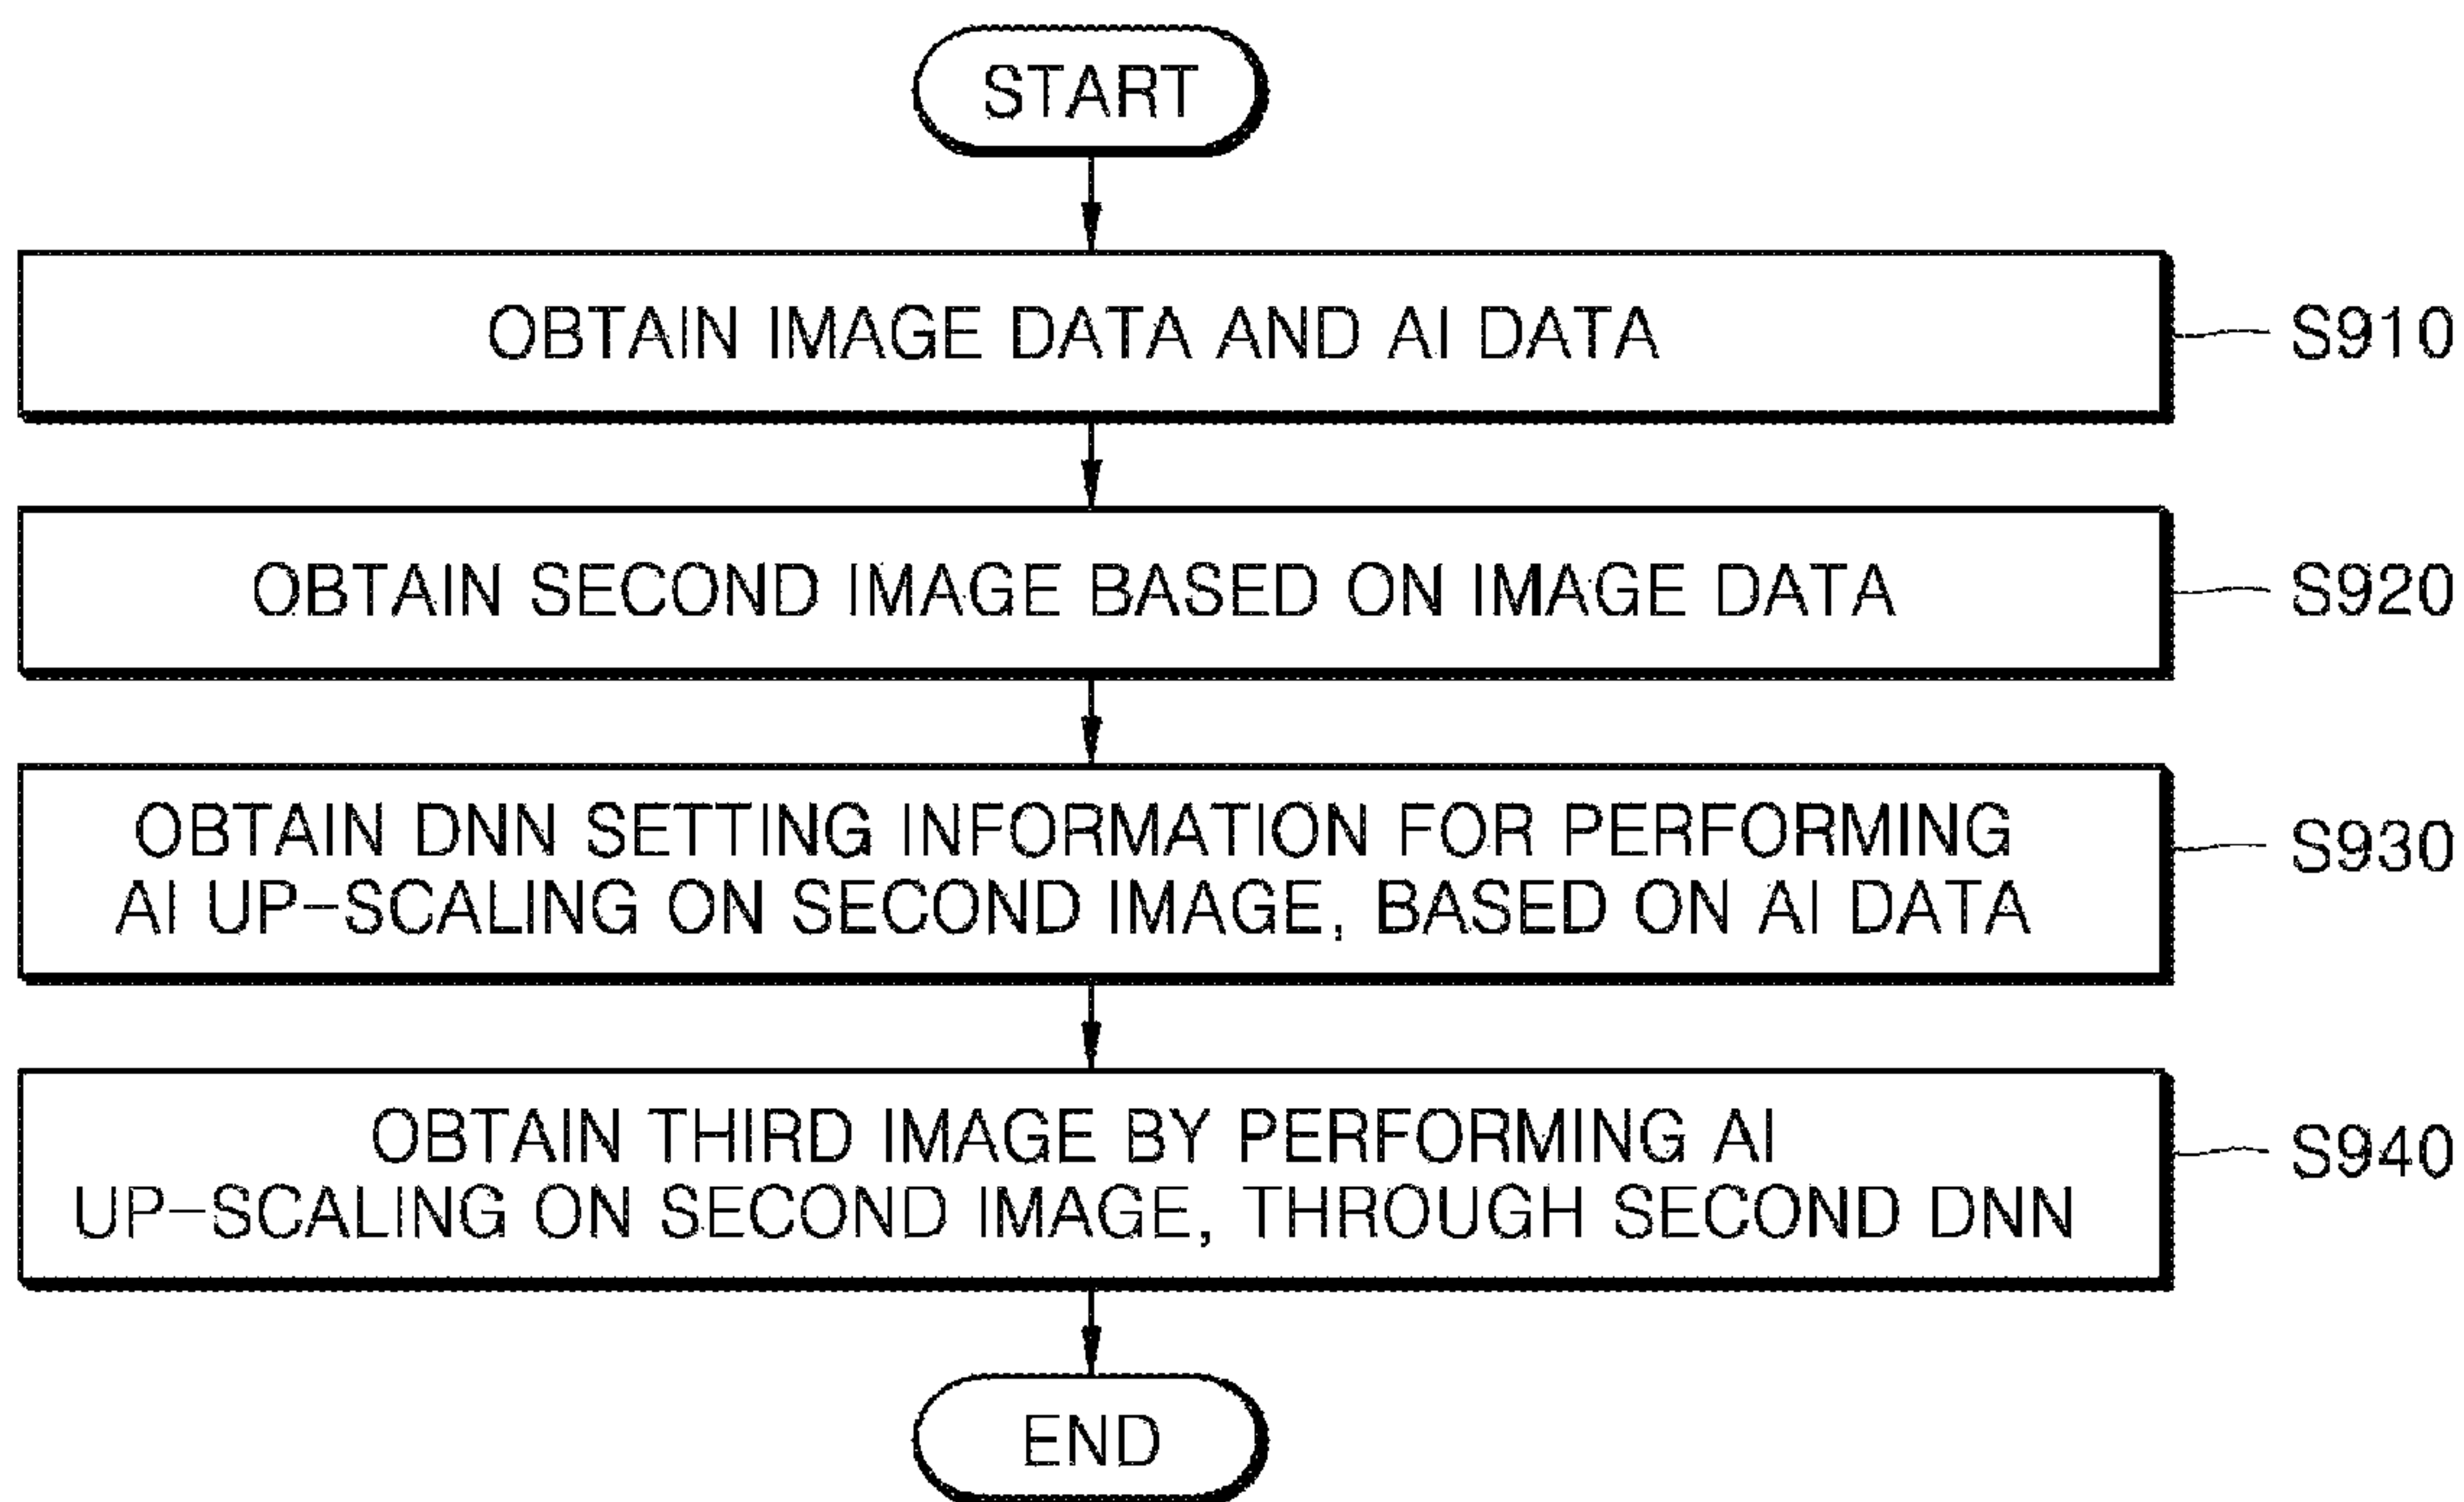 START
OBTAIN IMAGE DATA AND AI DATA
S910
OBTAIN SECOND IMAGE BASED ON IMAGE DATA
S920
OBTAIN DNN SETTING INFORMATION FOR PERFORMING
AI UP-SCALING ON SECOND IMAGE, BASED ON AI DATA
S930
OBTAIN THIRD IMAGE BY PERFORMING AI
UP-SCALING ON SECOND IMAGE, THROUGH SECOND DNN
S940
END